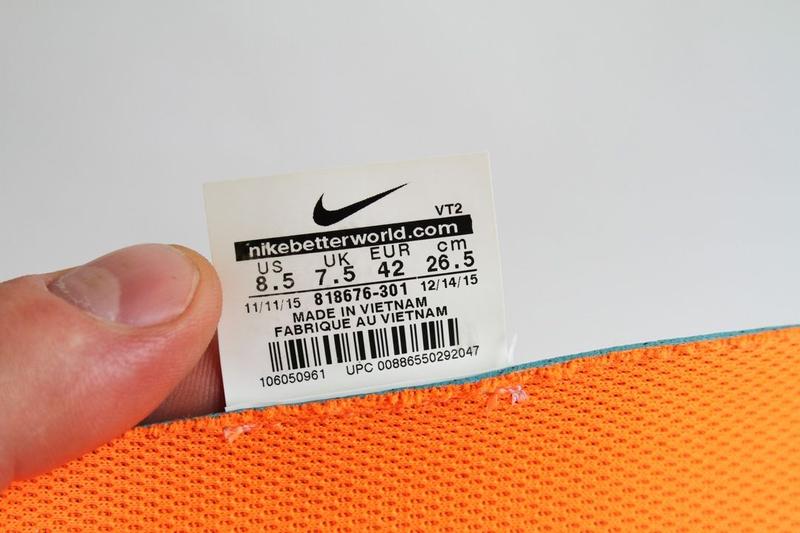 VT2
nikebetterworld.com
US UK EUR cm
8.5 7.5 42 26.5
11/11/15 818676-301 12/14/15
MADE IN VIETNAM
FABRIQUE AU VIETNAM
106050961 UPC 00886550292047